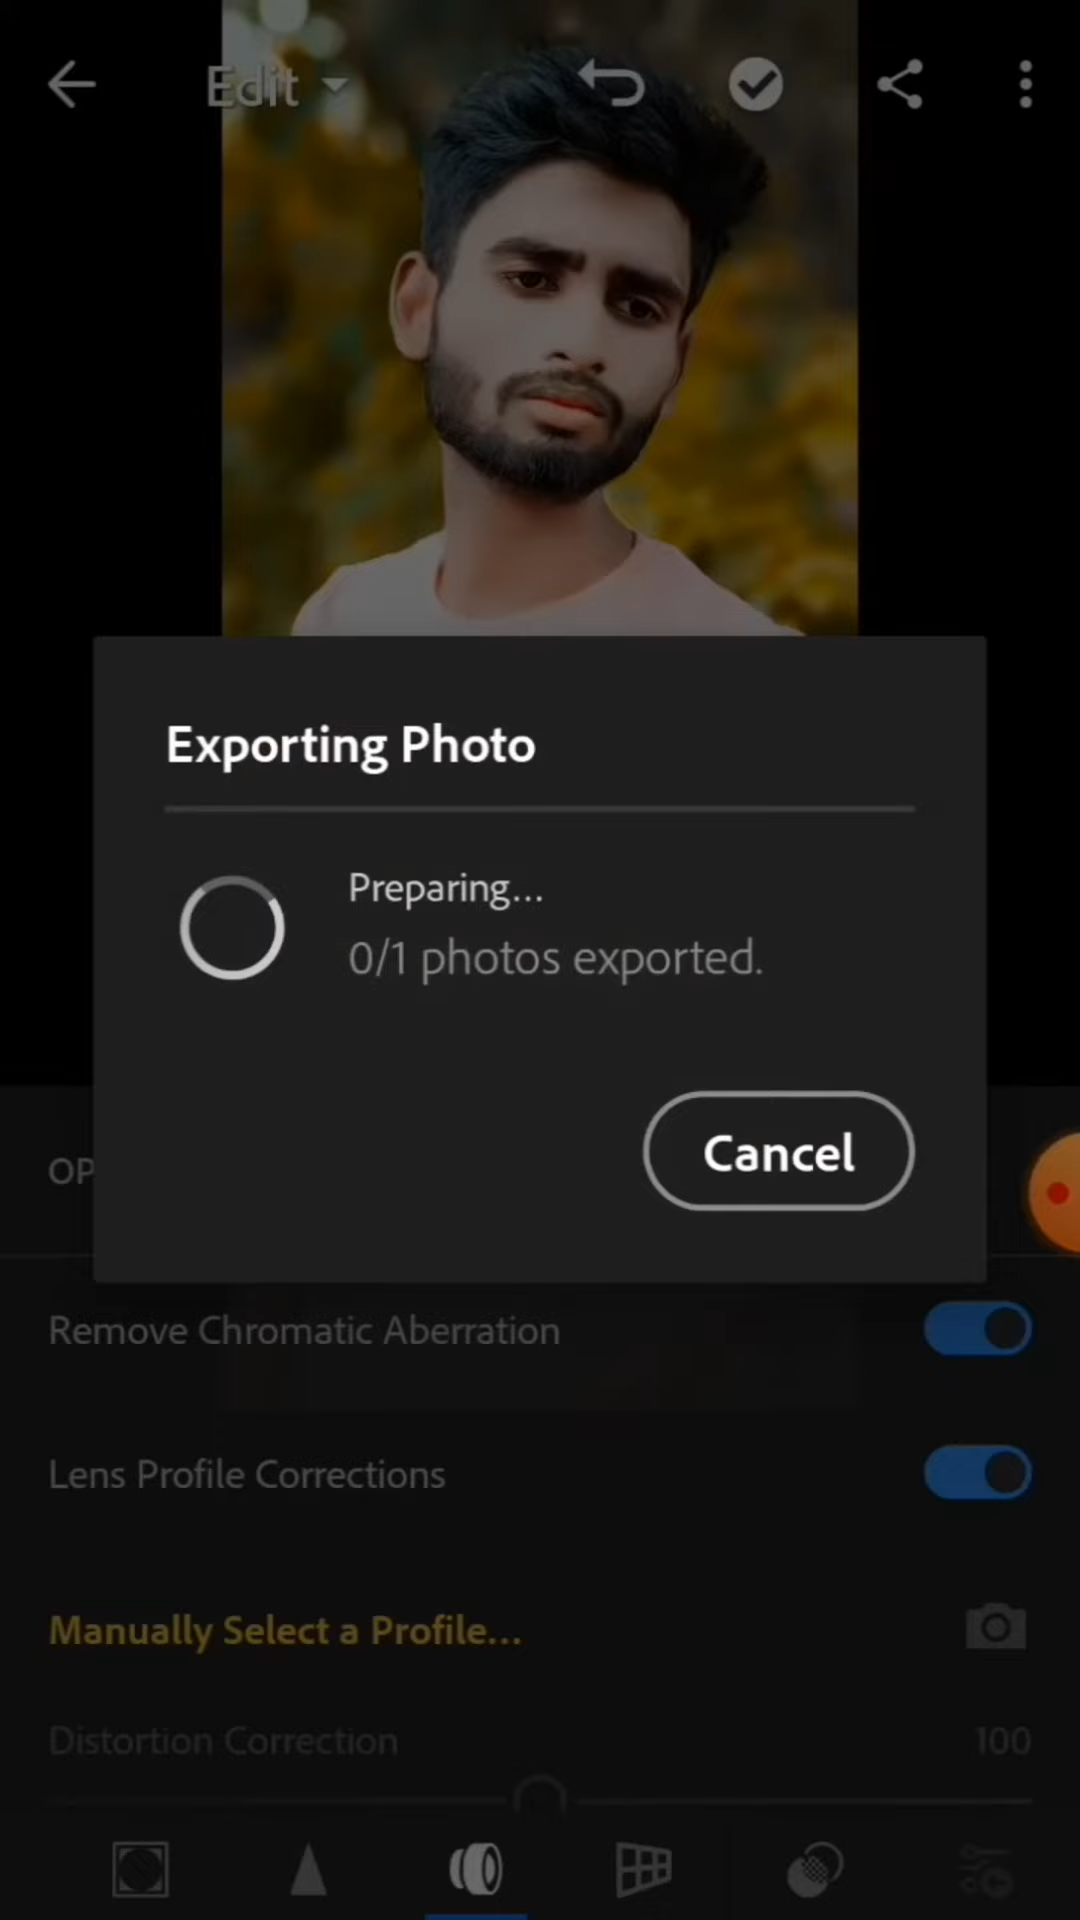 Edit
Exporting Photo
Preparing...
0/1 photos exported.
Cancel
OP
Remove Chromatic Aberration
Lens Profile Corrections
Manually Select a Profile...
Distortion Correction 100